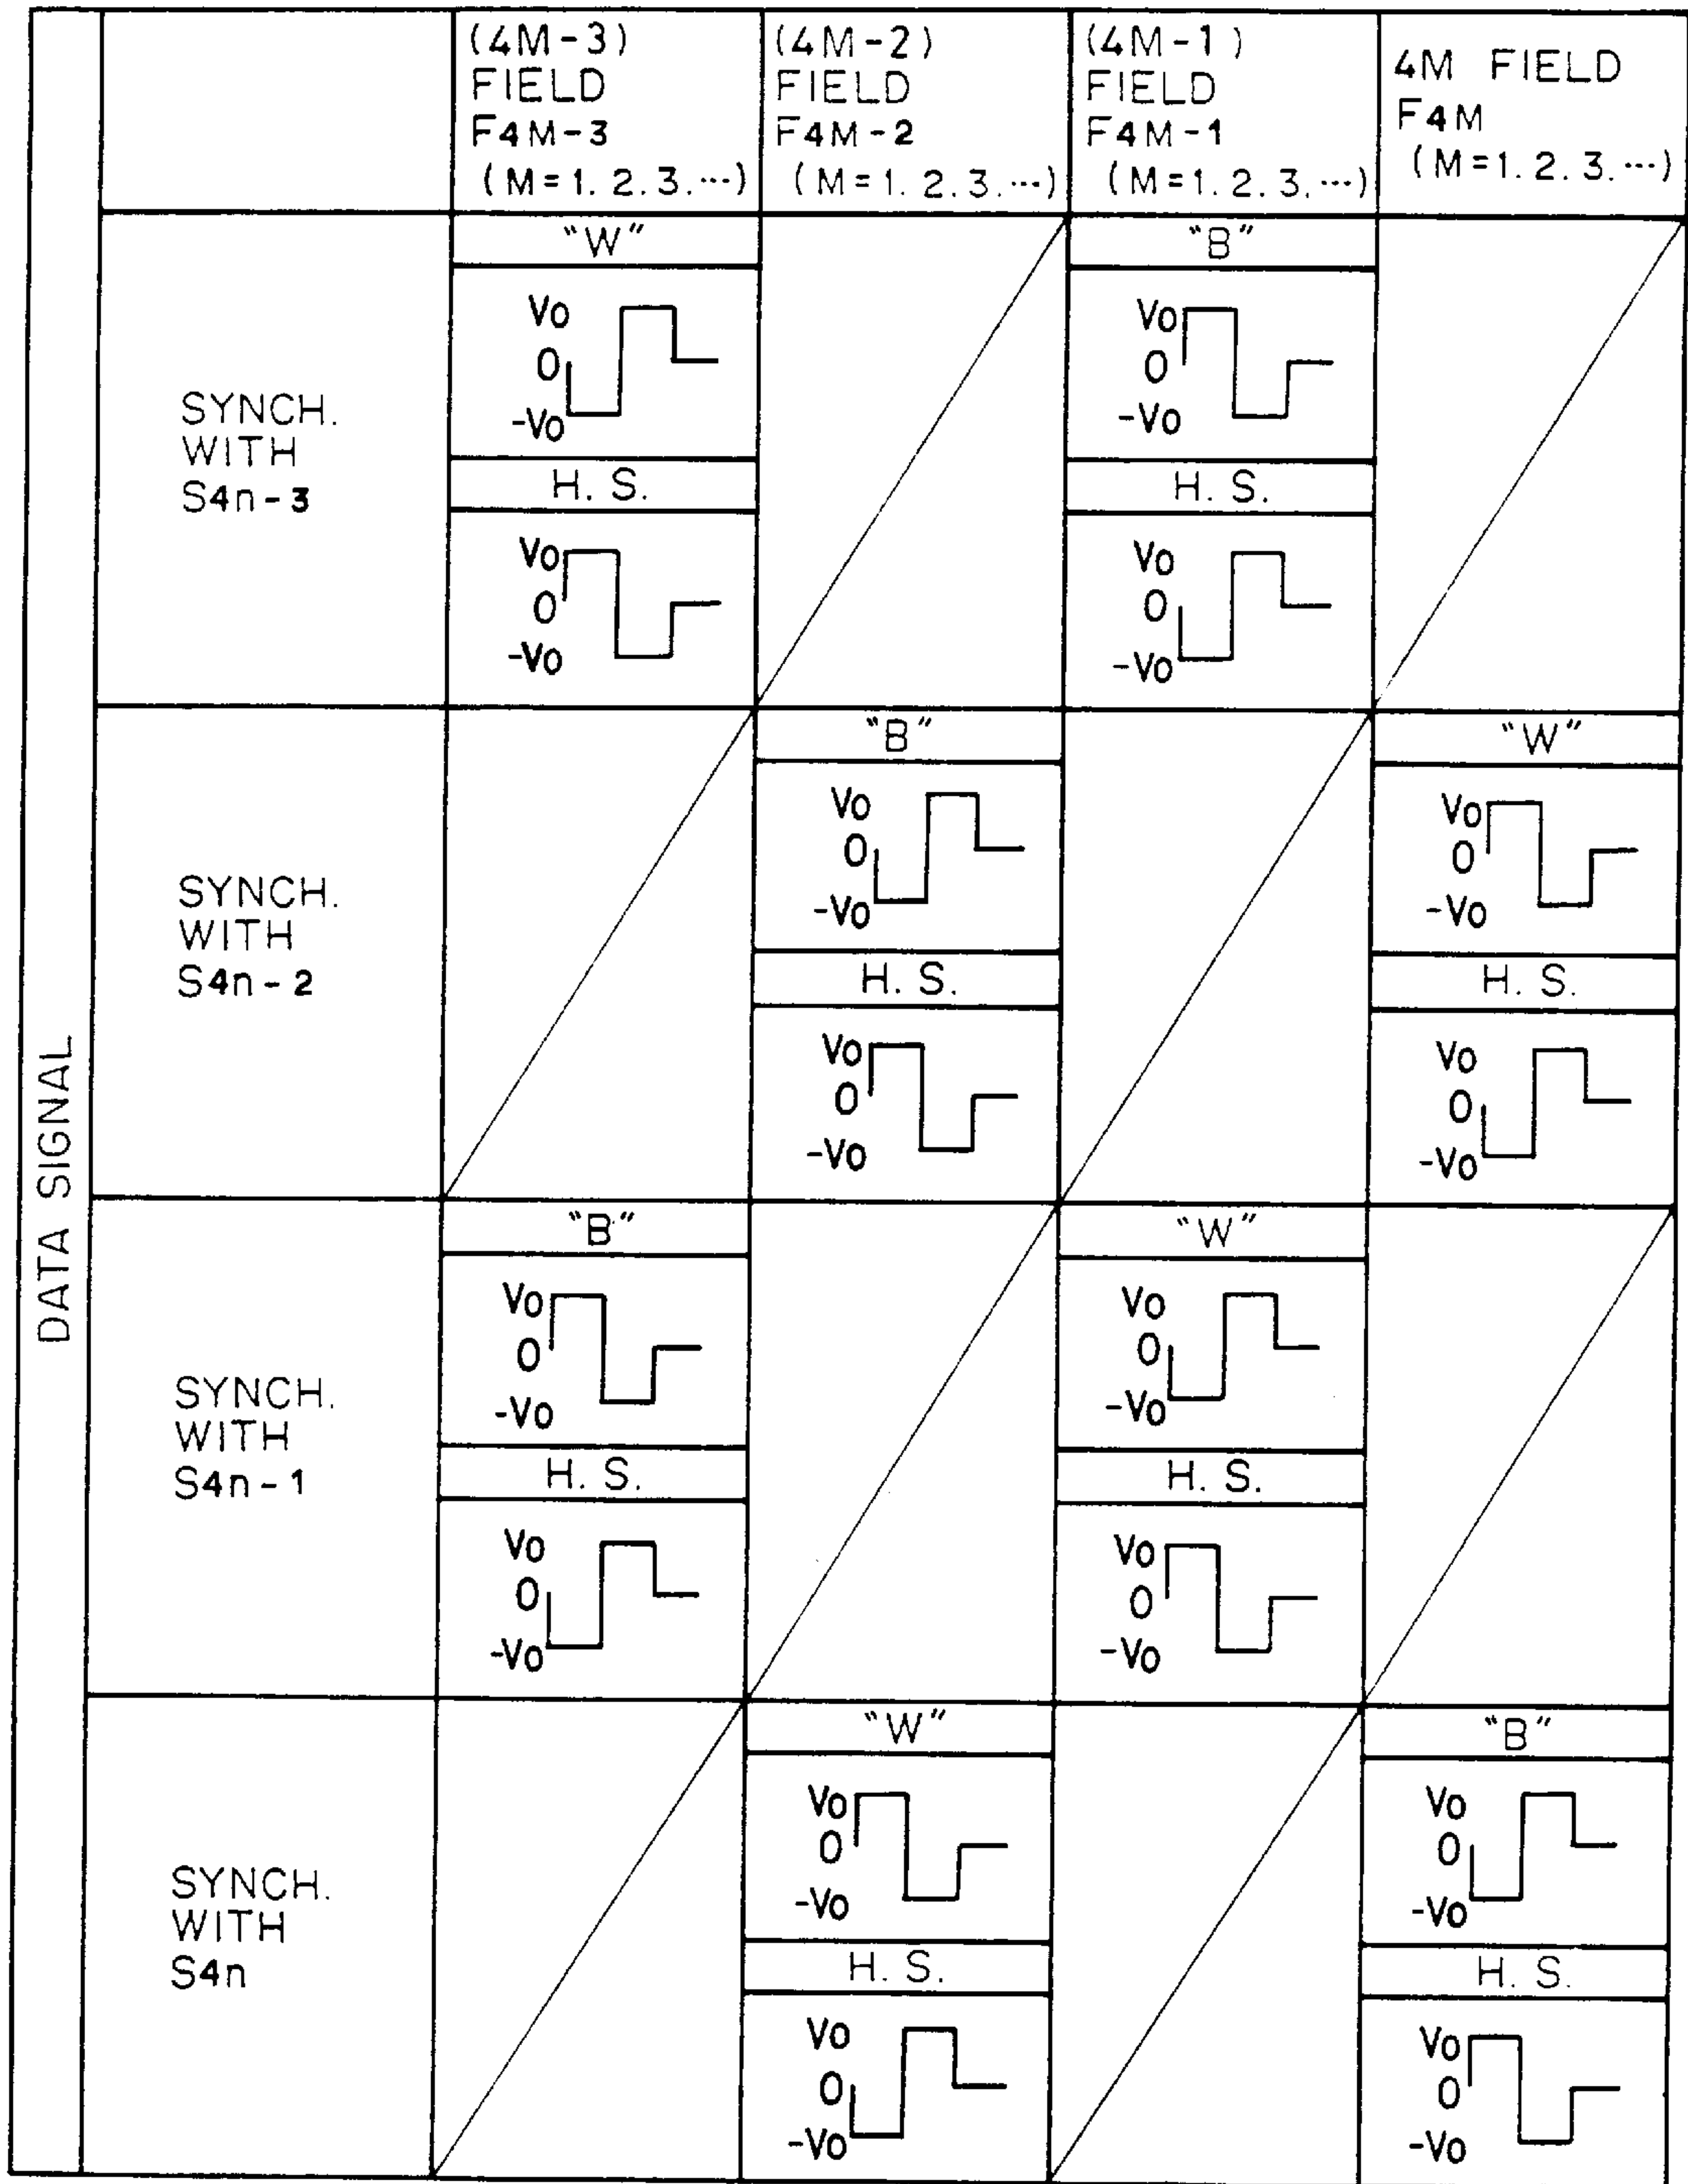 (4M-3)
FIELD
F4M-3
(M=1.2.3.…)
(4M-2)
FIELD
F4M-2
(M=1.2.3.…)
(4M-1)
FIELD
F4M-1
(M=1.2.3.…)
4M FIELD
F4M
(M=1.2.3.…)
DATA SIGNAL
SYNCH.
WITH
S4n-3
"W"
Vo
0
-Vo
H. S.
Vo
0
-Vo
"B"
Vo
0
-Vo
H. S.
Vo
0
-Vo
SYNCH.
WITH
S4n-2
"B"
Vo
0
-Vo
H. S.
Vo
0
-Vo
"W"
Vo
0
-Vo
H. S.
Vo
0
-Vo
SYNCH.
WITH
S4n-1
"B"
Vo
0
-Vo
H. S.
Vo
0
-Vo
"W"
Vo
0
-Vo
H. S.
Vo
0
-Vo
SYNCH.
WITH
S4n
"W"
Vo
0
-Vo
H. S.
Vo
0
-Vo
"B"
Vo
0
-Vo
H. S.
Vo
0
-Vo